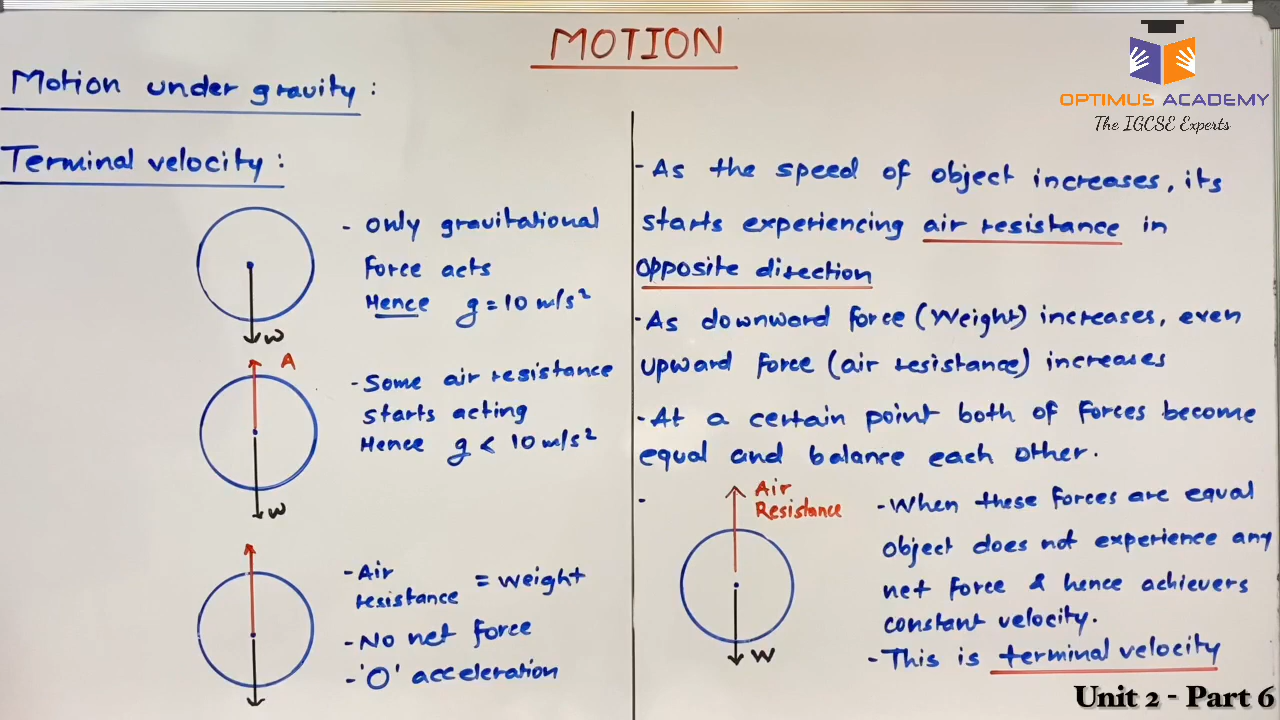 MOTION
OPTIMUS ACADEMY
The IGCSE Experts
Motion under gravity :
Terminal velocity :
- Only gravitational
Force acts
Hence g = 10 m/s²
W
A
- Some air resistance
starts acting
Hence g < 10 m/s²
W
- Air
resistance = weight
- No net force
- 'O' acceleration
- As the speed of object increases, its
starts experiencing air resistance in
opposite direction
- As downward force (Weight) increases, even
upward force (air resistance) increases
- At a certain point both of forces become
equal and balance each other.
-
Air
Resistance
W
- When these forces are equal
object does not experience any
net force & hence achievers
constant velocity.
- This is terminal velocity
Unit 2 - Part 6